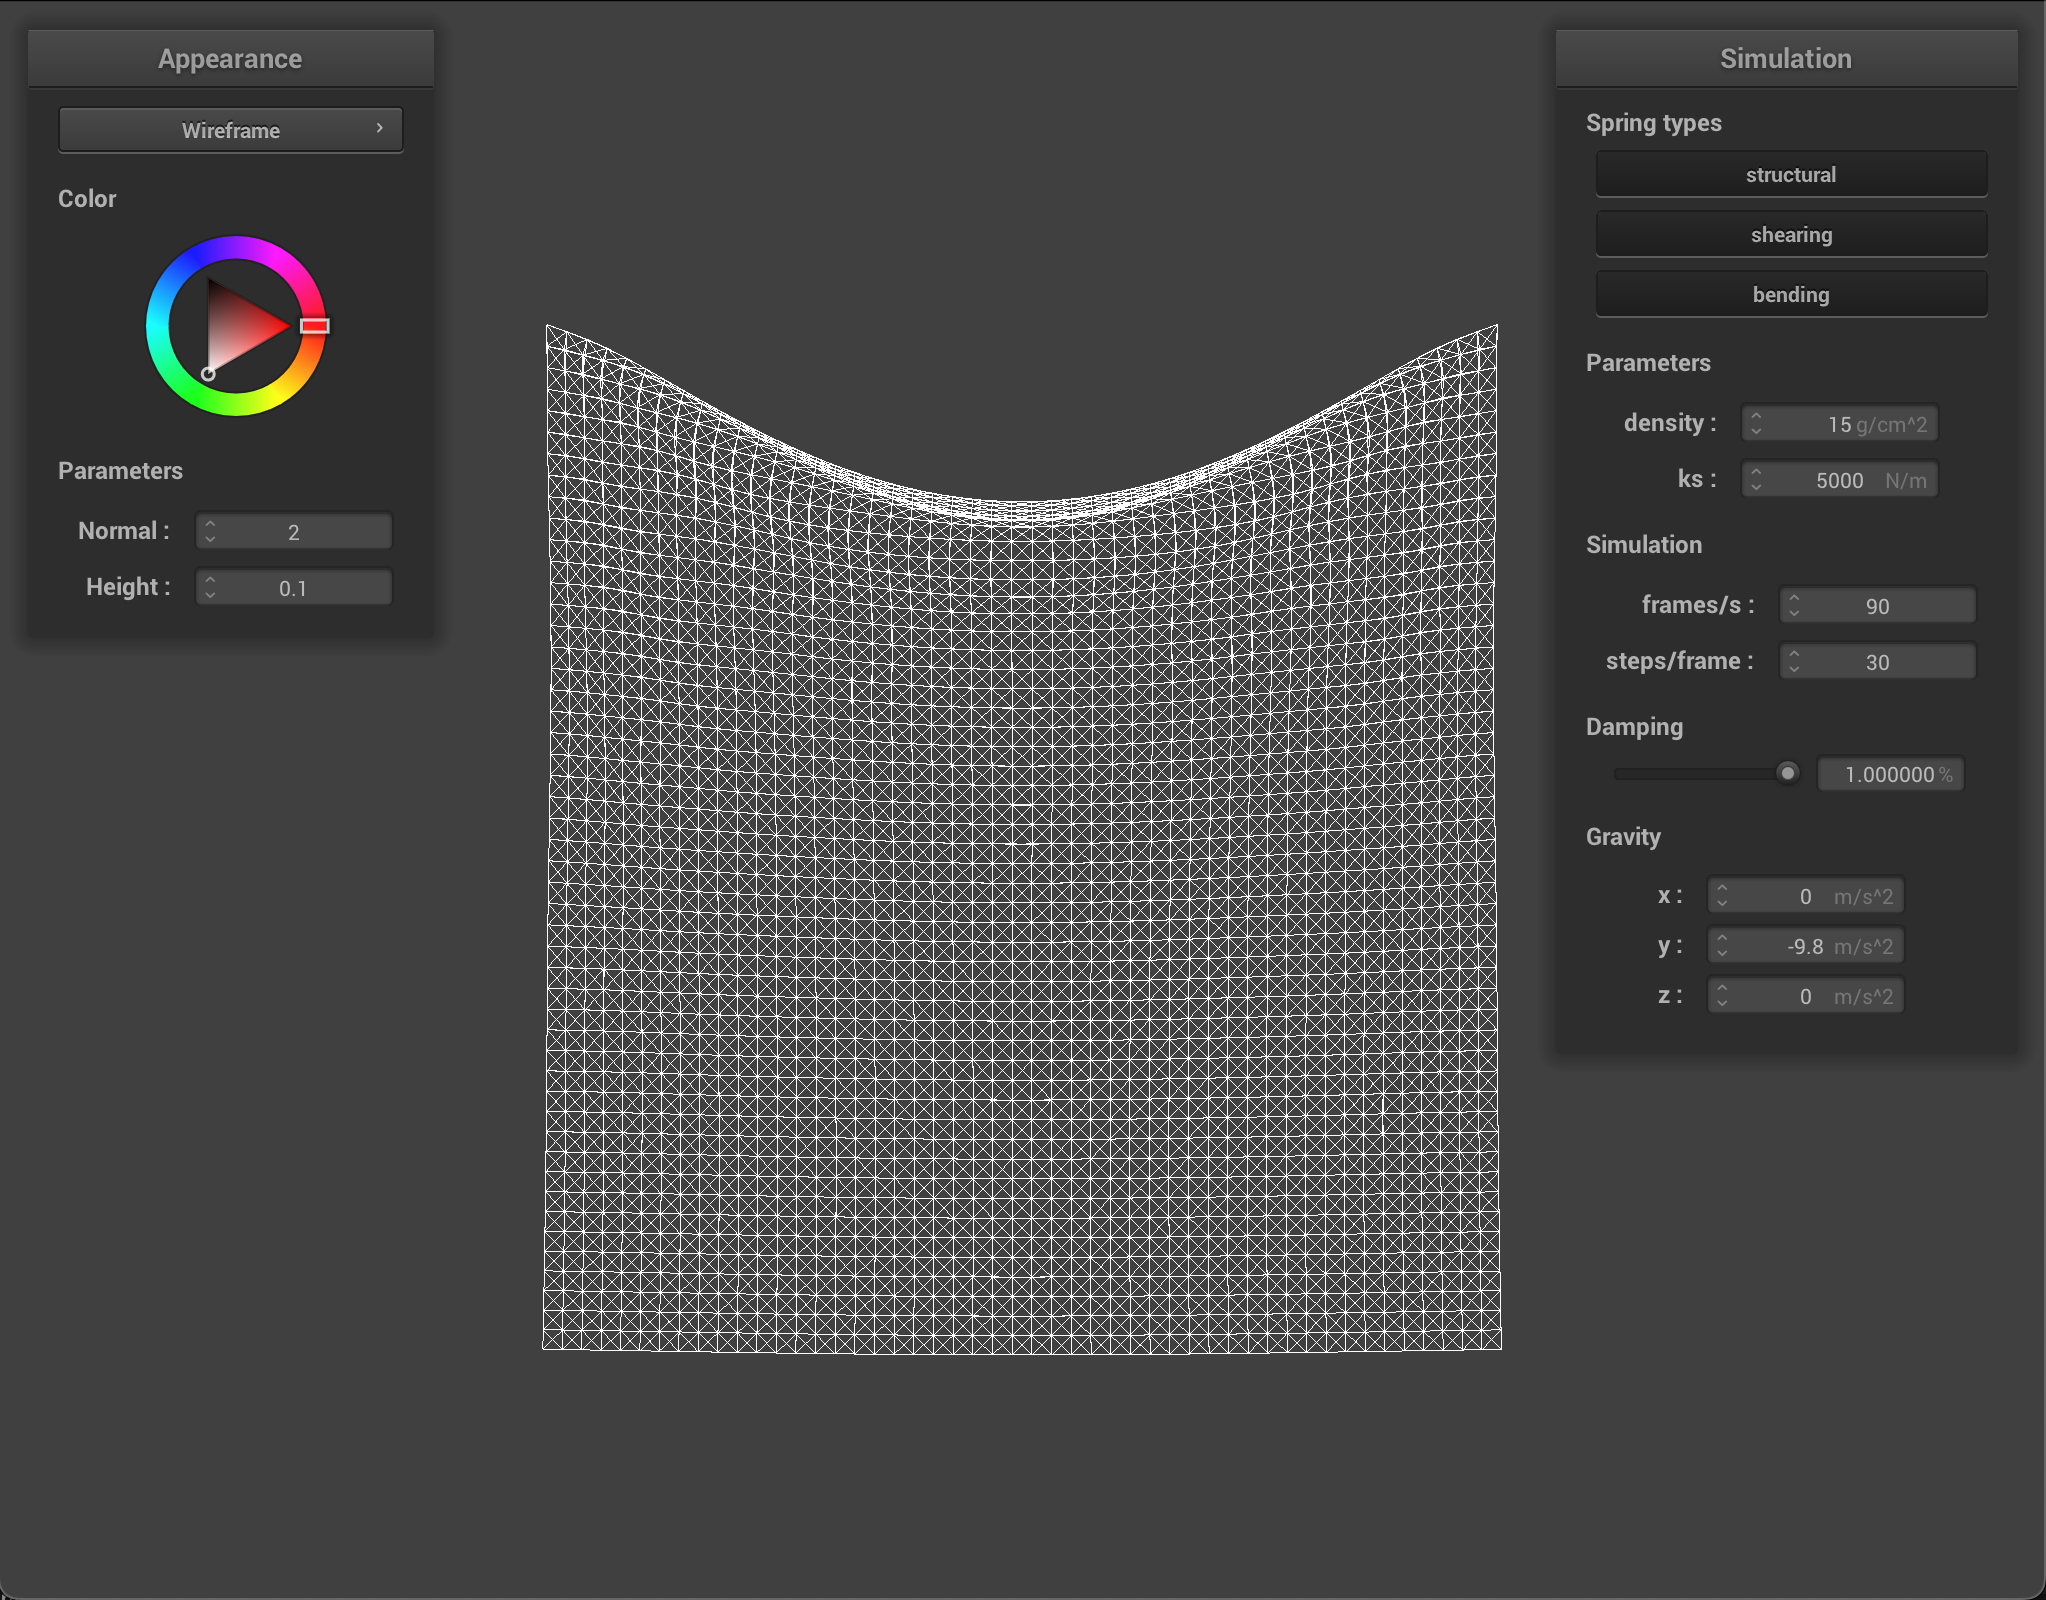 Appearance
Wireframe
Color
Parameters
Normal : 2
Height : 0.1
Simulation
Spring types
structural
shearing
bending
Parameters
density : 15 g/cm^2
ks : 5000 N/m
Simulation
frames/s : 90
steps/frame : 30
Damping
1.000000 %
Gravity
x : 0 m/s^2
y : -9.8 m/s^2
z : 0 m/s^2